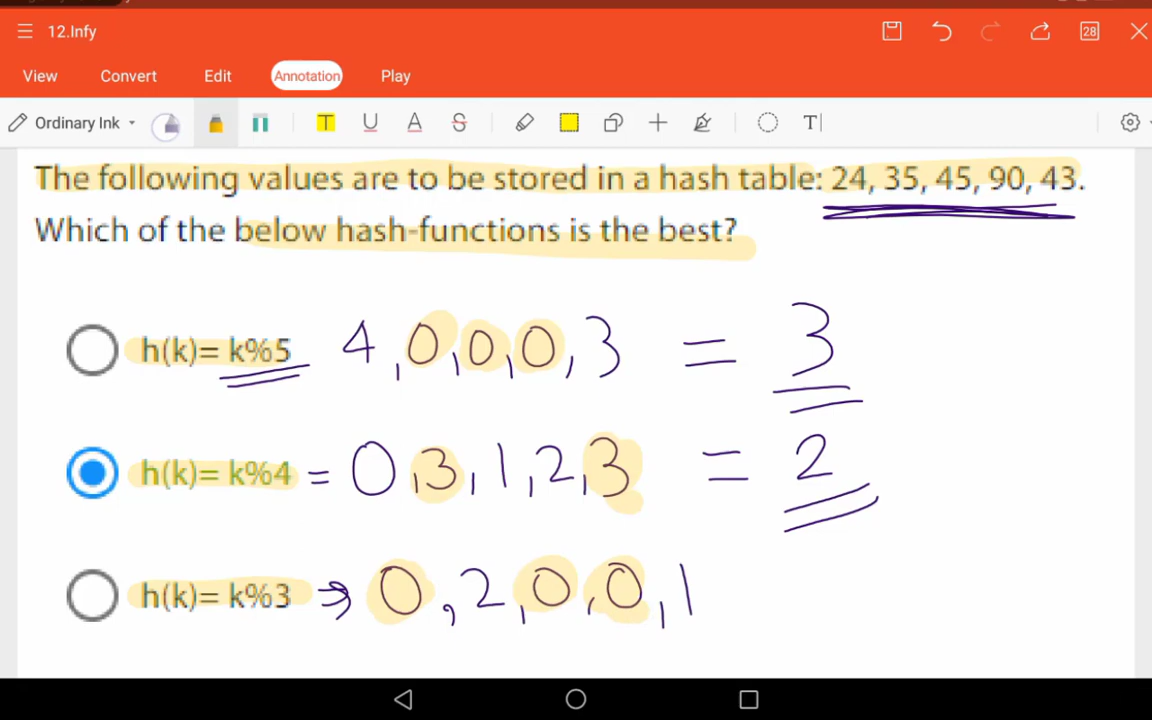 12.Infy
28
View Convert Edit Annotation Play
Ordinary Ink T U A S T
The following values are to be stored in a hash table: 24, 35, 45, 90, 43.
Which of the below hash-functions is the best?
h(k)= k%5 4,0,0,0,3 = 3
h(k)= k%4 = 0,3,1,2,3 = 2
h(k)= k%3 → 0,2,0,0,1